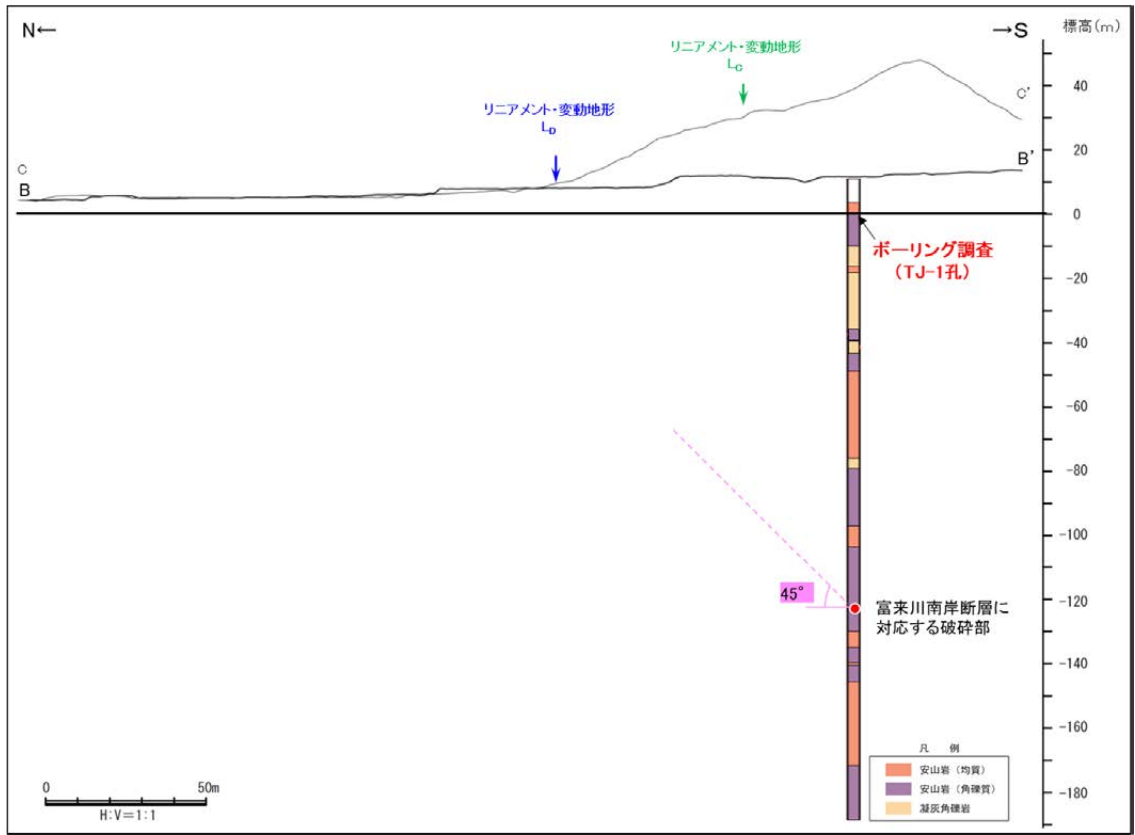 N←
→S
標高(m)
リニアメント・変動地形
LC
リニアメント・変動地形
LD
C
B
C'
B'
40
20
0
-20
-40
-60
-80
-100
-120
-140
-160
-180
ボーリング調査
(TJ-1孔)
45°
富来川南岸断層に
対応する破砕部
0
50m
H:V=1:1
凡 例
安山岩(均質)
安山岩(角礫質)
凝灰角礫岩